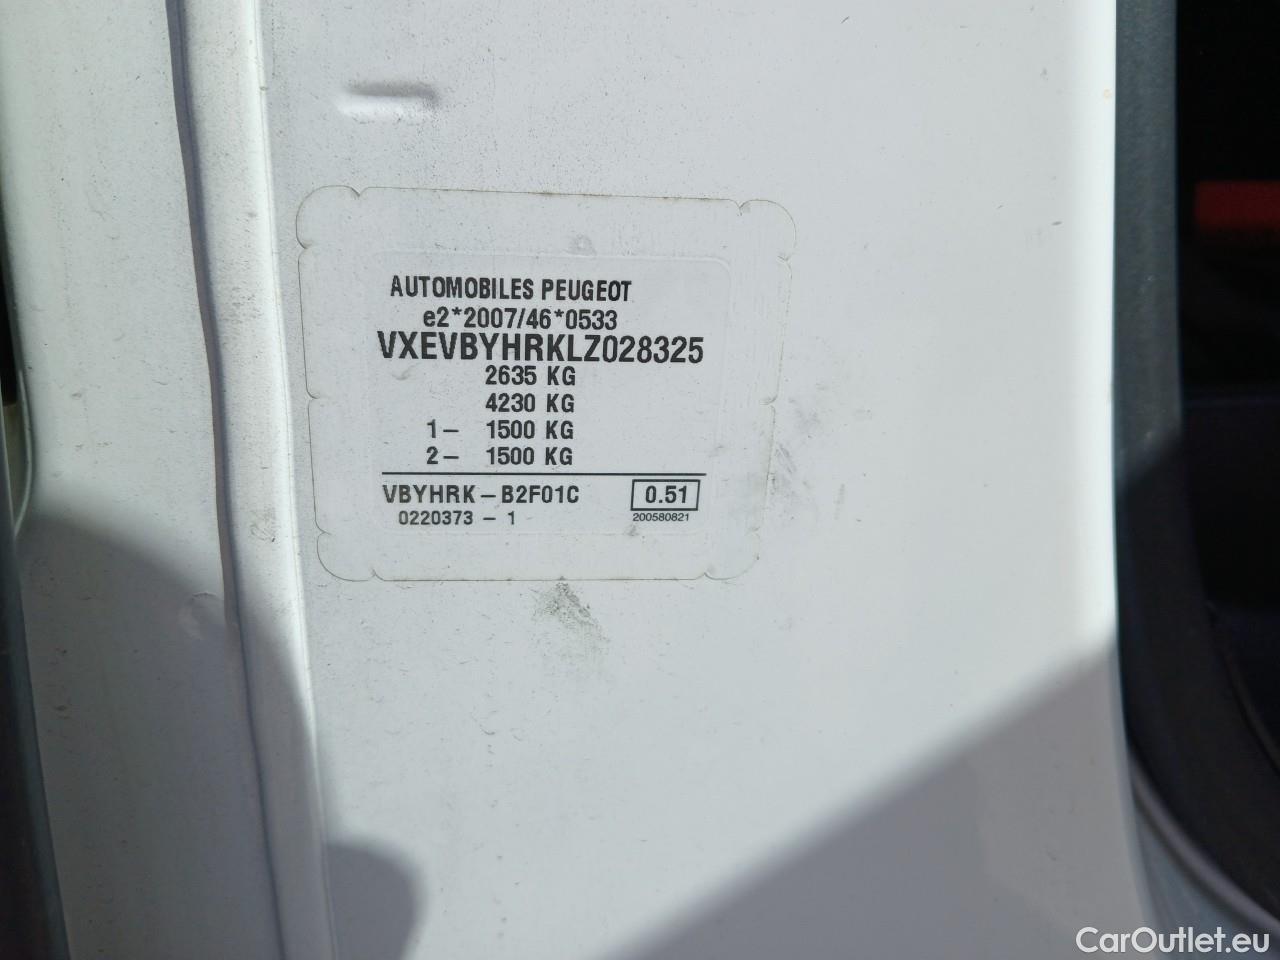 AUTOMOBILES PEUGEOT
e2*2007/46*0533
VXEVBYHRKLZ028325
2635 KG
4230 KG
1- 1500 KG
2- 1500 KG
VBYHRK-B2F01C 0.51
0220373 - 1 200580821
CarOutlet.eu